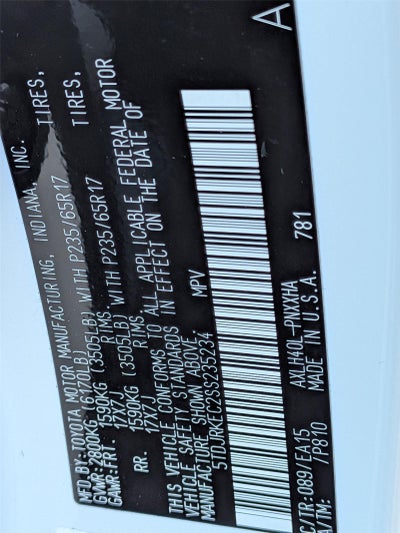 MFD.BY: TOYOTA MOTOR MANUFACTURING, INDIANA, INC.
GVWR:2800KG (6170LB)
GAWR:FRT. 1590KG (3505LB) WITH P235/65R17 TIRES,
17X7J RIMS,
RR. 1590KG (3505LB) WITH P235/65R17 TIRES,
17X7J RIMS,
THIS VEHICLE CONFORMS TO ALL APPLICABLE FEDERAL MOTOR
VEHICLE SAFETY STANDARDS IN EFFECT ON THE DATE OF
MANUFACTURE SHOWN ABOVE.
5TDJRKEC2SS235234 MPV
C/TR:089/EA15 AXLH40L-PNXXHA A
A/TM: /P810 MADE IN U.S.A. 781